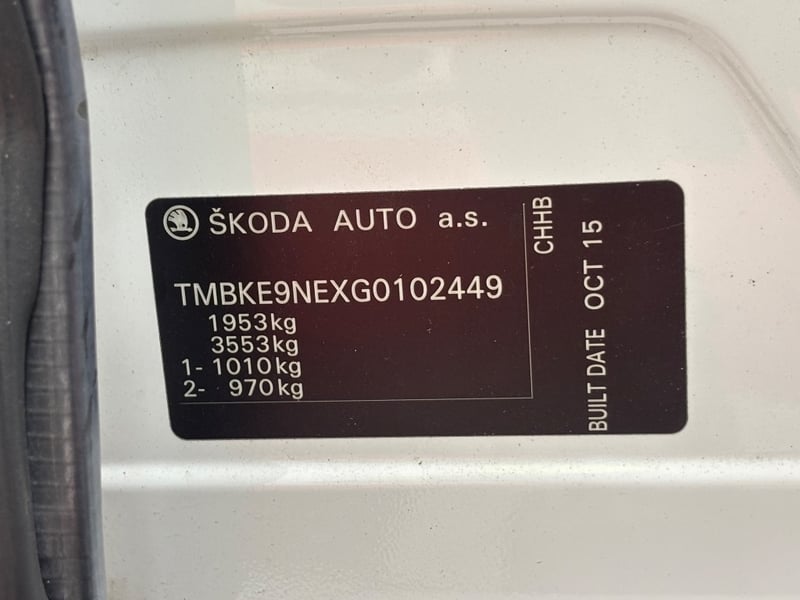 ŠKODA AUTO a.s.
TMBKE9NEXG0102449
1953kg
3553kg
1- 1010kg
2- 970kg
CHHB
BUILT DATE OCT 15